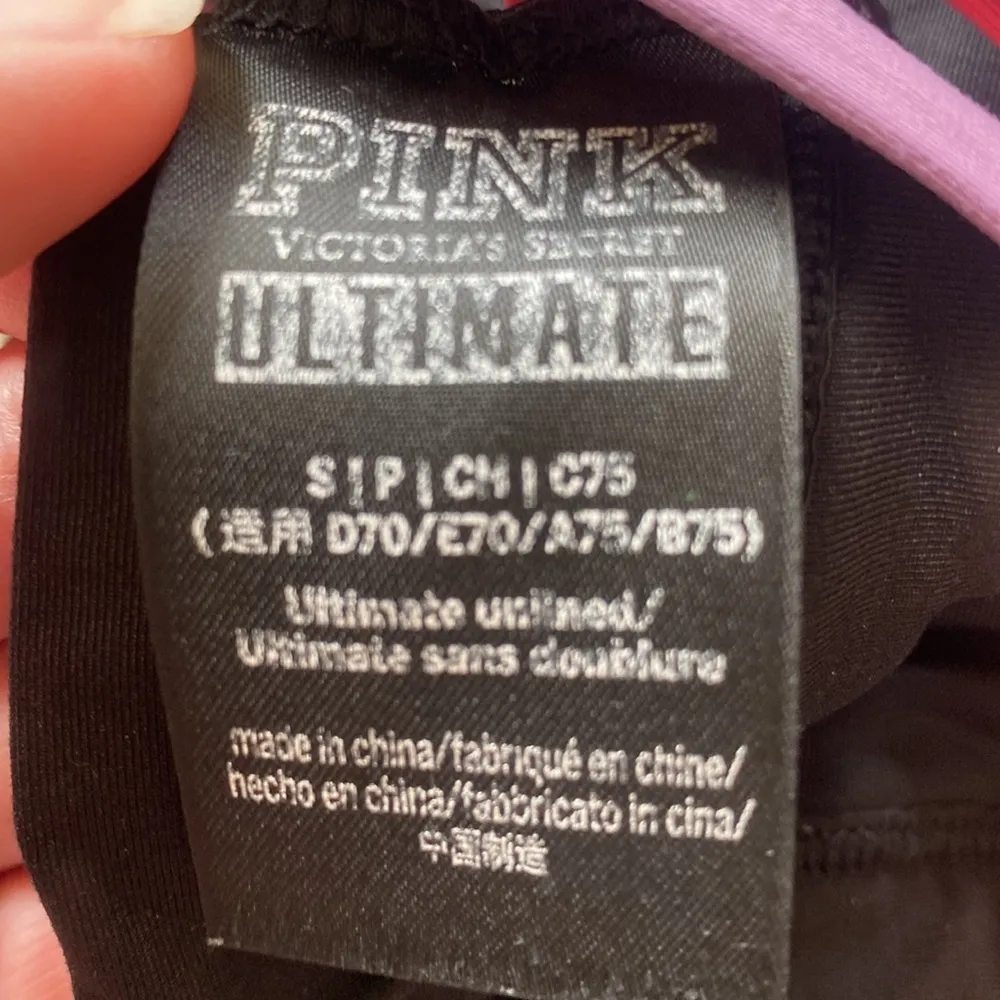 PINK
VICTORIA'S SECRET
ULTIMATE
S | P | CH | C75
(适用 D70/E70/A75/B75)
Ultimate unlined/
Ultimate sans doublure
made in china/fabriqué en chine/
hecho en china/fabbricato in cina/
中国制造